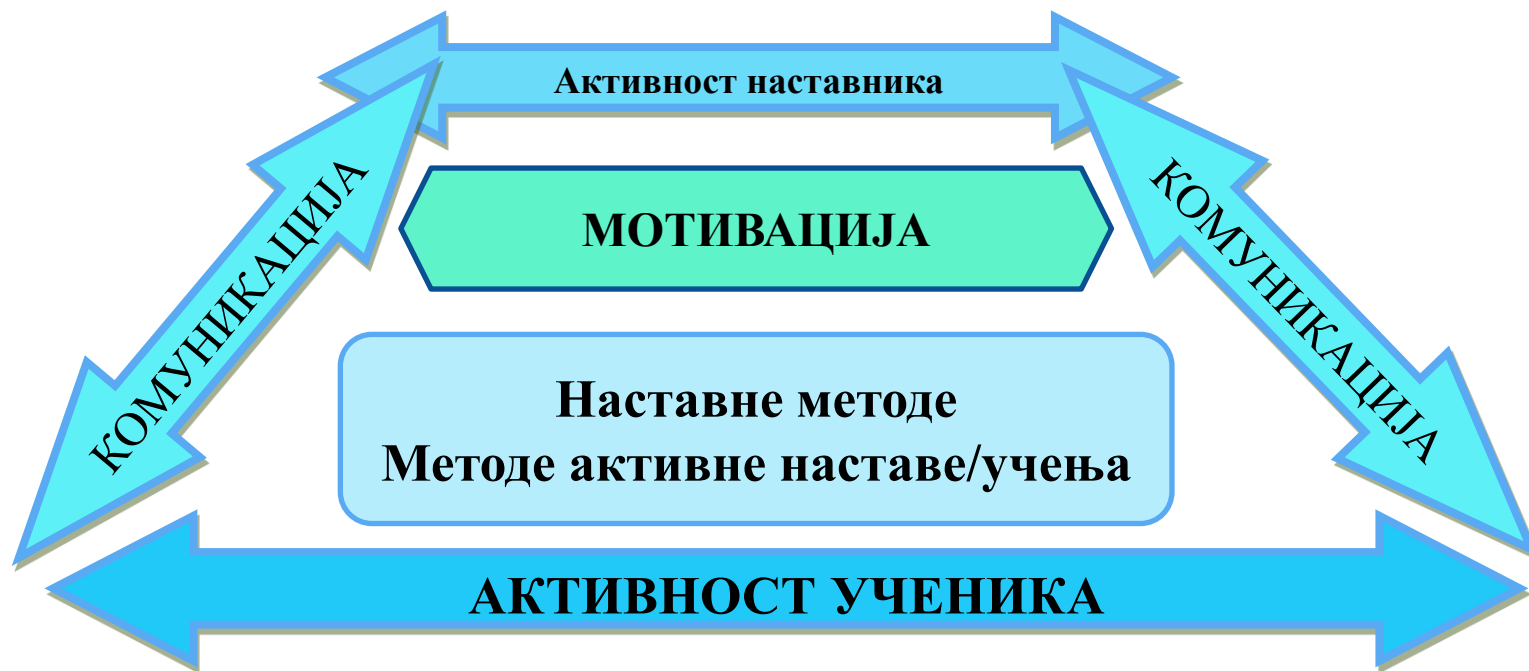 Активност наставника
КОМУНИКАЦИЈА
МОТИВАЦИЈА
КОМУНИКАЦИЈА
Наставне методе
Методе активне наставе/учења
АКТИВНОСТ УЧЕНИКА